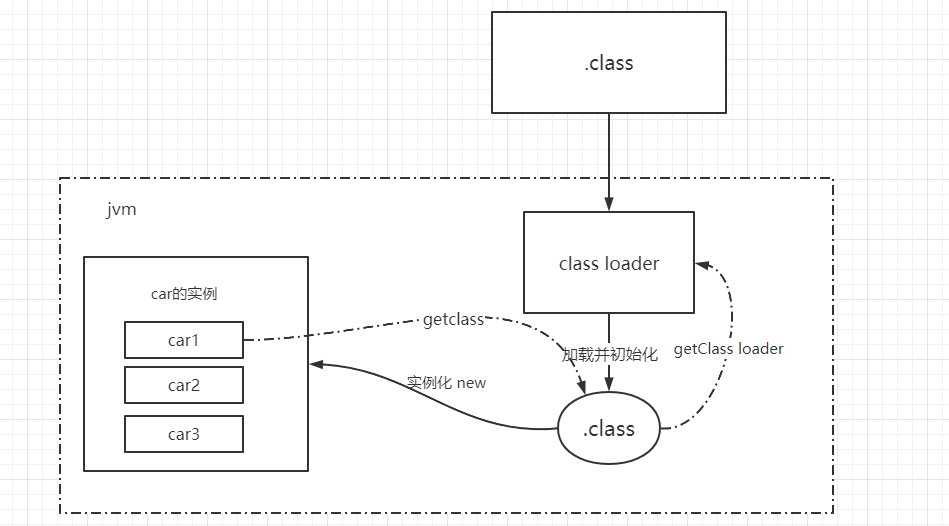 .class
jvm
class loader
car的实例
car1
getclass
加载并初始化
getClass loader
car2
实例化 new
car3
.class